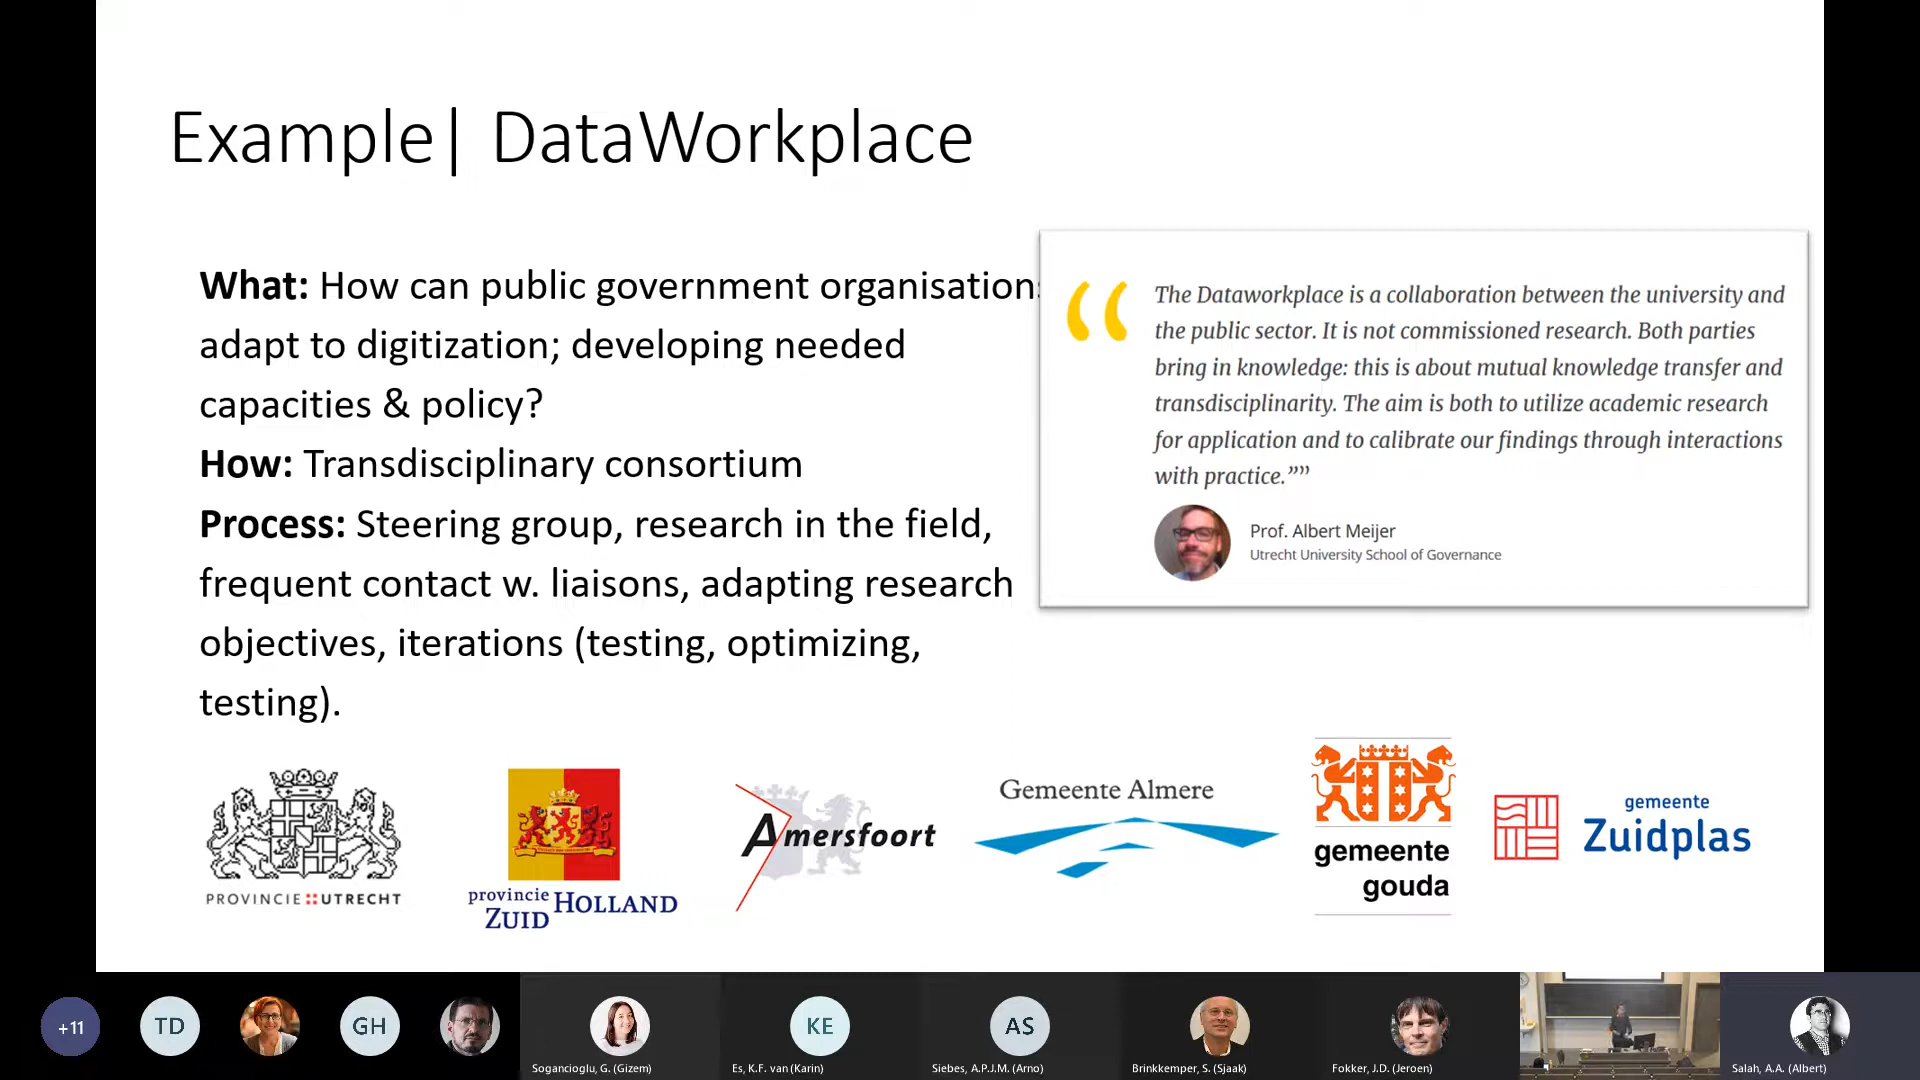 Example| DataWorkplace
What: How can public government organisations
adapt to digitization; developing needed
capacities & policy?
How: Transdisciplinary consortium
Process: Steering group, research in the field,
frequent contact w. liaisons, adapting research
objectives, iterations (testing, optimizing,
testing).
“
The Dataworkplace is a collaboration between the university and
the public sector. It is not commissioned research. Both parties
bring in knowledge: this is about mutual knowledge transfer and
transdisciplinarity. The aim is both to utilize academic research
for application and to calibrate our findings through interactions
with practice.””
Prof. Albert Meijer
Utrecht University School of Governance
PROVINCIE UTRECHT
provincie HOLLAND
ZUID
Amersfoort
Gemeente Almere
gemeente
gouda
gemeente
Zuidplas
+11
TD
GH
KE
AS
Sogancioglu, G. (Gizem)
Es, K.F. van (Karin)
Siebes, A.P.J.M. (Arno)
Brinkkemper, S. (Sjaak)
Fokker, J.D. (Jeroen)
Salah, A.A. (Albert)